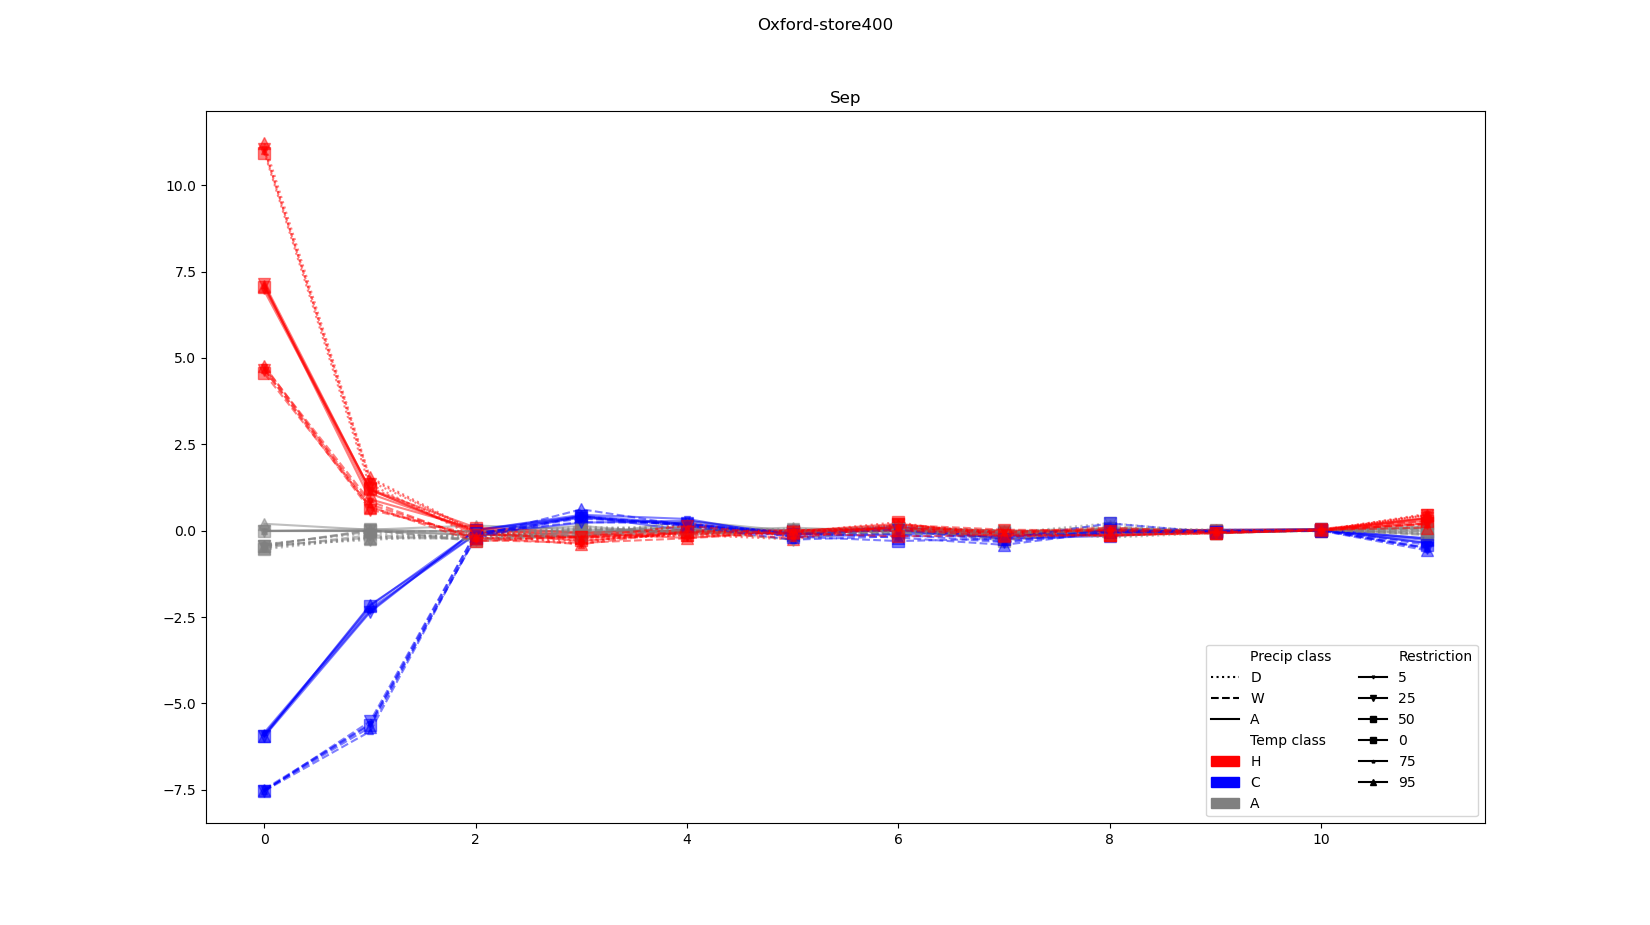 Oxford-store400
Sep
10.0
7.5
5.0
2.5
0.0
−2.5
−5.0
−7.5
0 2 4 6 8 10
Precip class
D
W
A
Temp class
H
C
A
Restriction
5
25
50
0
75
95